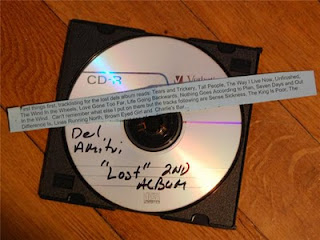 First things first, tracklisting for the lost date album reads: Tears and Trickery, Tall People, The Way I Live Now, Unfinished,
The Wind In the Wheels, Love Gone Too Far, Life Going Backwards, Nothing Goes According to Plan, Seven Days and Out
In the Wind. Can't remember what else I put on there but the tracks following are Sense Sickness, The King is Poor, The
Difference Is, Lines Running North, Brown Eyed Girl and Charlie's Bar...
CD-R
Del
Amitri
"Lost" 2ND
ALBUM